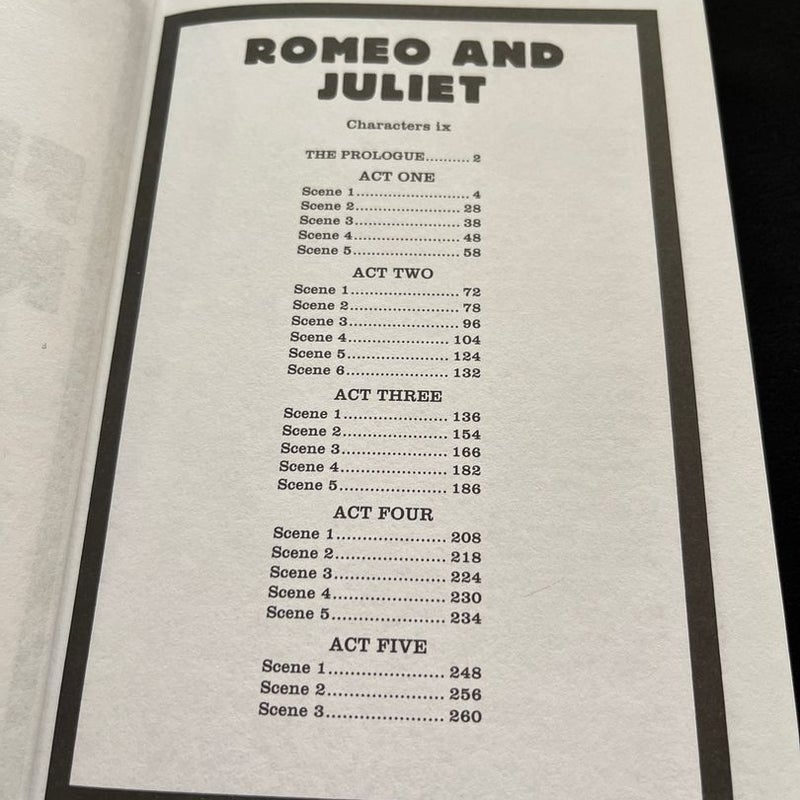 ROMEO AND
JULIET
Characters ix
THE PROLOGUE.......... 2
ACT ONE
Scene 1.......................... 4
Scene 2........................ 28
Scene 3........................ 38
Scene 4........................ 48
Scene 5........................ 58
ACT TWO
Scene 1........................ 72
Scene 2........................ 78
Scene 3........................ 96
Scene 4...................... 104
Scene 5...................... 124
Scene 6...................... 132
ACT THREE
Scene 1...................... 136
Scene 2...................... 154
Scene 3...................... 166
Scene 4...................... 182
Scene 5...................... 186
ACT FOUR
Scene 1...................... 208
Scene 2...................... 218
Scene 3...................... 224
Scene 4...................... 230
Scene 5...................... 234
ACT FIVE
Scene 1...................... 248
Scene 2...................... 256
Scene 3...................... 260